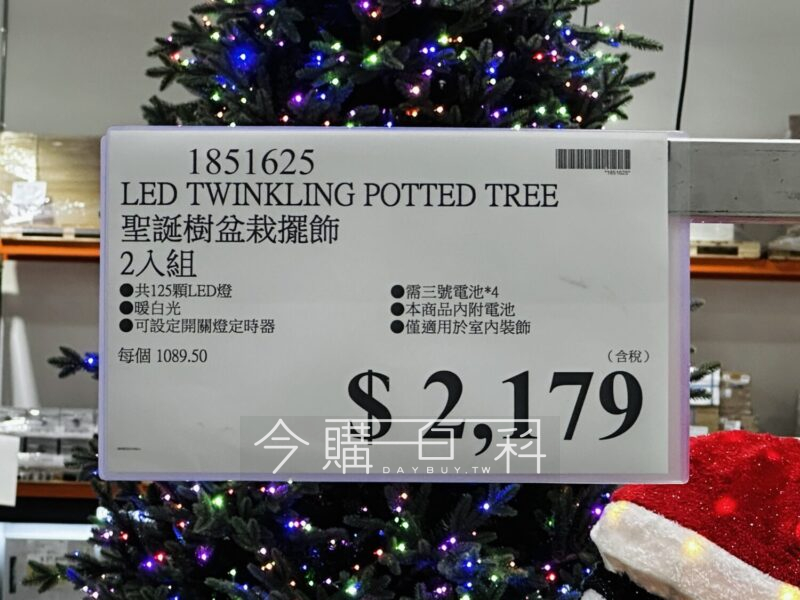 1851625
*1851625*
LED TWINKLING POTTED TREE
聖誕樹盆栽擺飾
2入組
●共125顆LED燈
●暖白光
●可設定開關燈定時器
●需三號電池*4
●本商品內附電池
●僅適用於室內裝飾
每個 1089.50
（含稅）
$ 2,179
今購百科
DAYBUY.TW